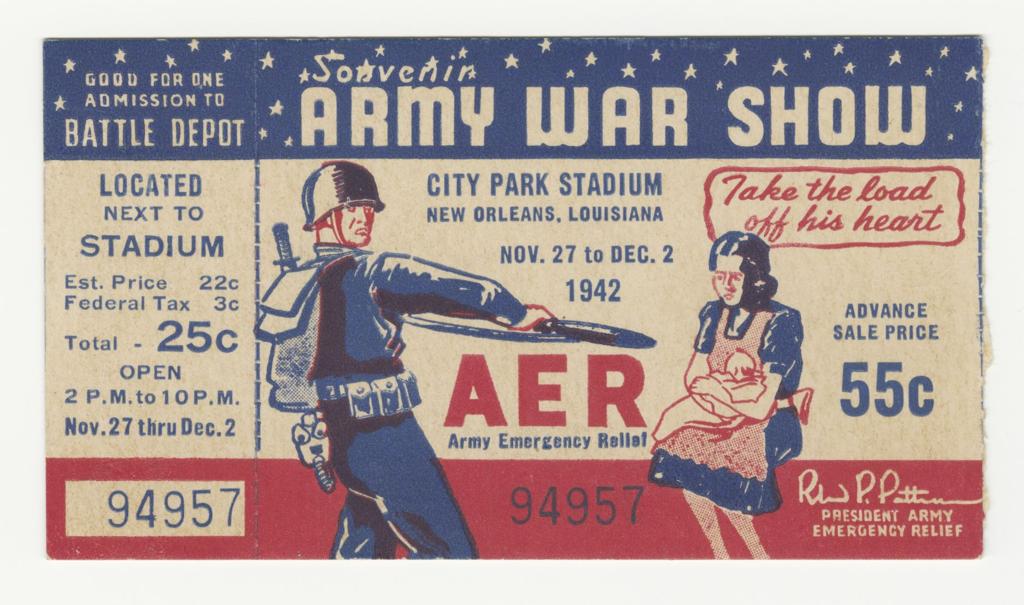 GOOD FOR ONE
ADMISSION TO
BATTLE DEPOT
LOCATED
NEXT TO
STADIUM
Est. Price 22c
Federal Tax 3c
Total - 25c
OPEN
2 P.M. to 10 P.M.
Nov. 27 thru Dec. 2
94957
Souvenir
ARMY WAR SHOW
CITY PARK STADIUM
NEW ORLEANS, LOUISIANA
NOV. 27 to DEC. 2
1942
AER
Army Emergency Relief
94957
Take the load
off his heart
ADVANCE
SALE PRICE
55c
PRESIDENT ARMY
EMERGENCY RELIEF